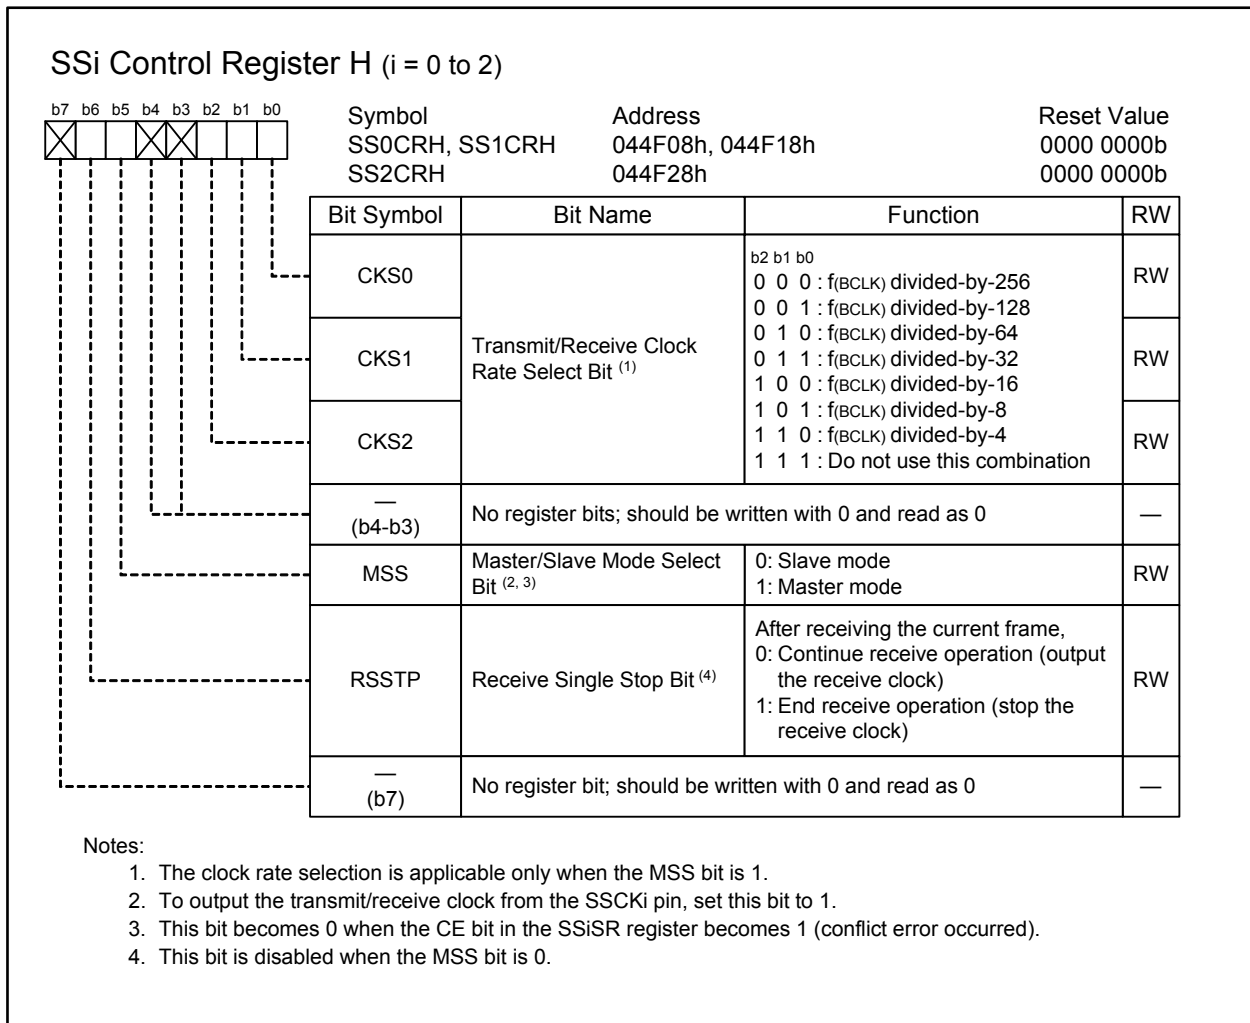 SSi Control Register H (i = 0 to 2)
b7 b6 b5 b4 b3 b2 b1 b0
Symbol Address Reset Value
SS0CRH, SS1CRH 044F08h, 044F18h 0000 0000b
SS2CRH 044F28h 0000 0000b
Bit Symbol Bit Name Function RW
CKS0 RW
CKS1 RW
CKS2 RW
Transmit/Receive Clock
Rate Select Bit (1)
b2 b1 b0
0 0 0 : f(BCLK) divided-by-256
0 0 1 : f(BCLK) divided-by-128
0 1 0 : f(BCLK) divided-by-64
0 1 1 : f(BCLK) divided-by-32
1 0 0 : f(BCLK) divided-by-16
1 0 1 : f(BCLK) divided-by-8
1 1 0 : f(BCLK) divided-by-4
1 1 1 : Do not use this combination
—
(b4-b3)
No register bits; should be written with 0 and read as 0 —
MSS
Master/Slave Mode Select
Bit (2, 3)
0: Slave mode
1: Master mode
RW
RSSTP
Receive Single Stop Bit (4)
After receiving the current frame,
0: Continue receive operation (output
the receive clock)
1: End receive operation (stop the
receive clock)
RW
—
(b7)
No register bit; should be written with 0 and read as 0 —
Notes:
1. The clock rate selection is applicable only when the MSS bit is 1.
2. To output the transmit/receive clock from the SSCKi pin, set this bit to 1.
3. This bit becomes 0 when the CE bit in the SSiSR register becomes 1 (conflict error occurred).
4. This bit is disabled when the MSS bit is 0.